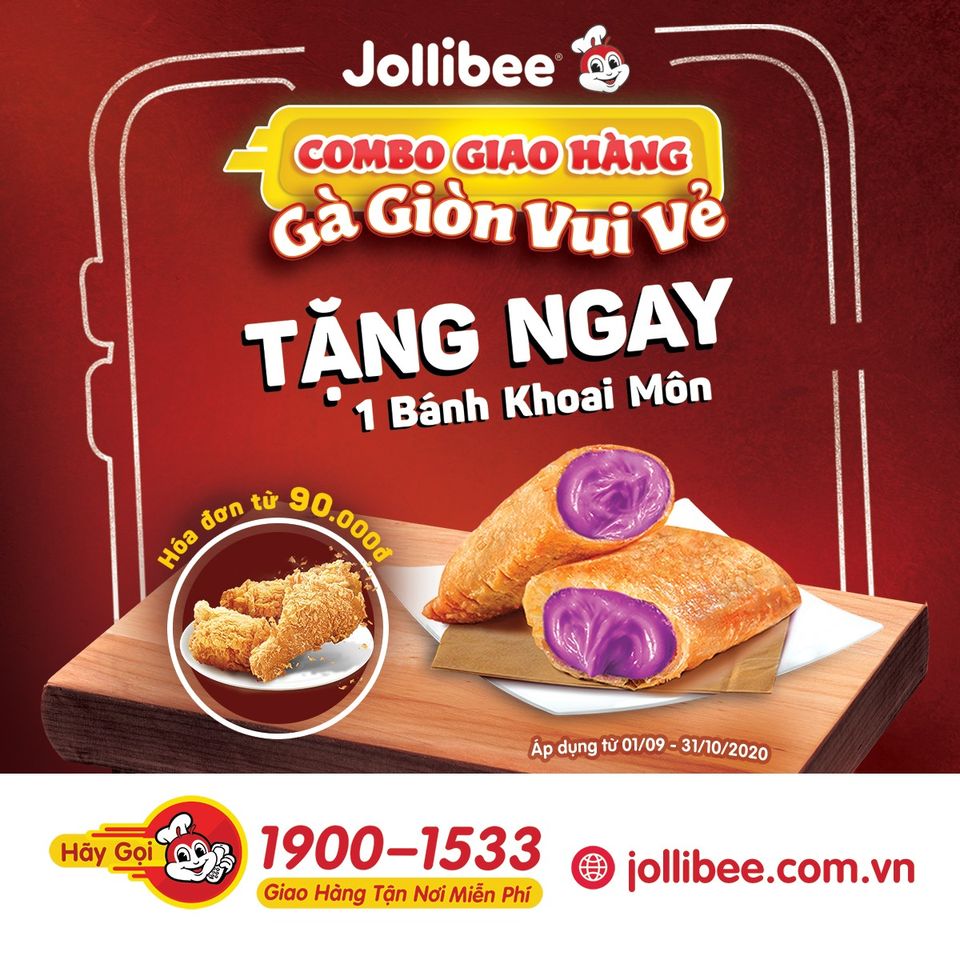 Jollibee®
COMBO GIAO HÀNG
Gà Giòn Vui Vẻ
TẶNG NGAY
1 Bánh Khoai Môn
Hóa đơn từ 90.000đ
Áp dụng từ 01/09 - 31/10/2020
Hãy Gọi
1900-1533
Giao Hàng Tận Nơi Miễn Phí
jollibee.com.vn